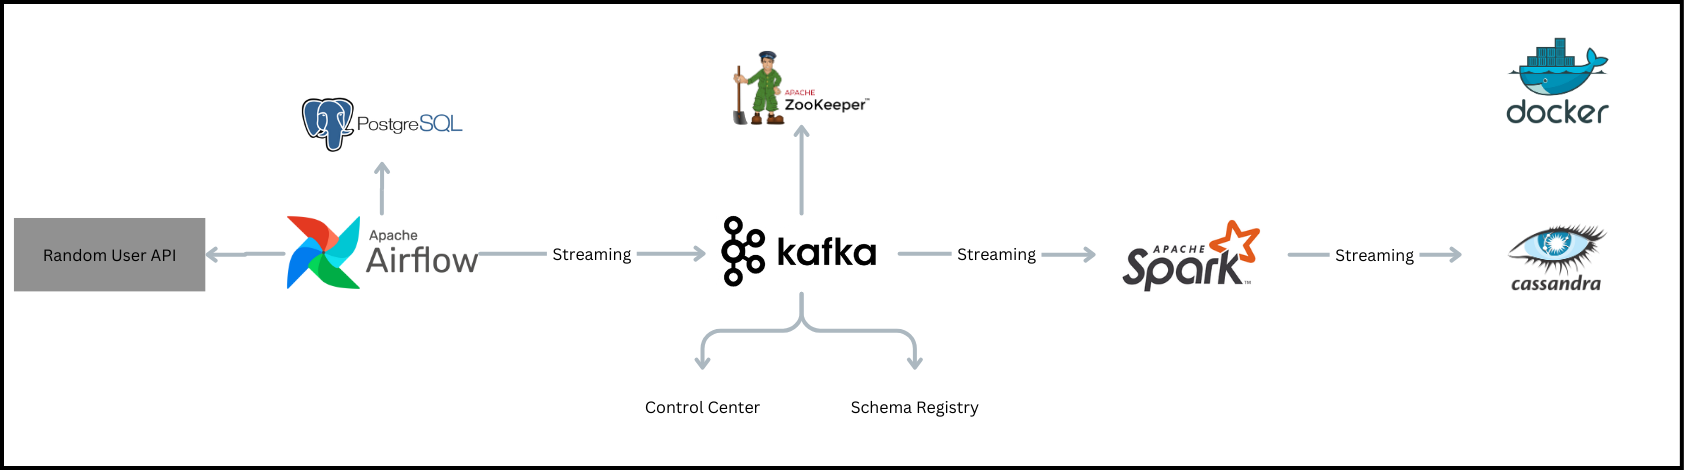 APACHE
ZooKeeper™
docker
PostgreSQL
Random User API
Apache
Airflow
Streaming
kafka
Streaming
APACHE
Spark™
Streaming
cassandra
Control Center
Schema Registry